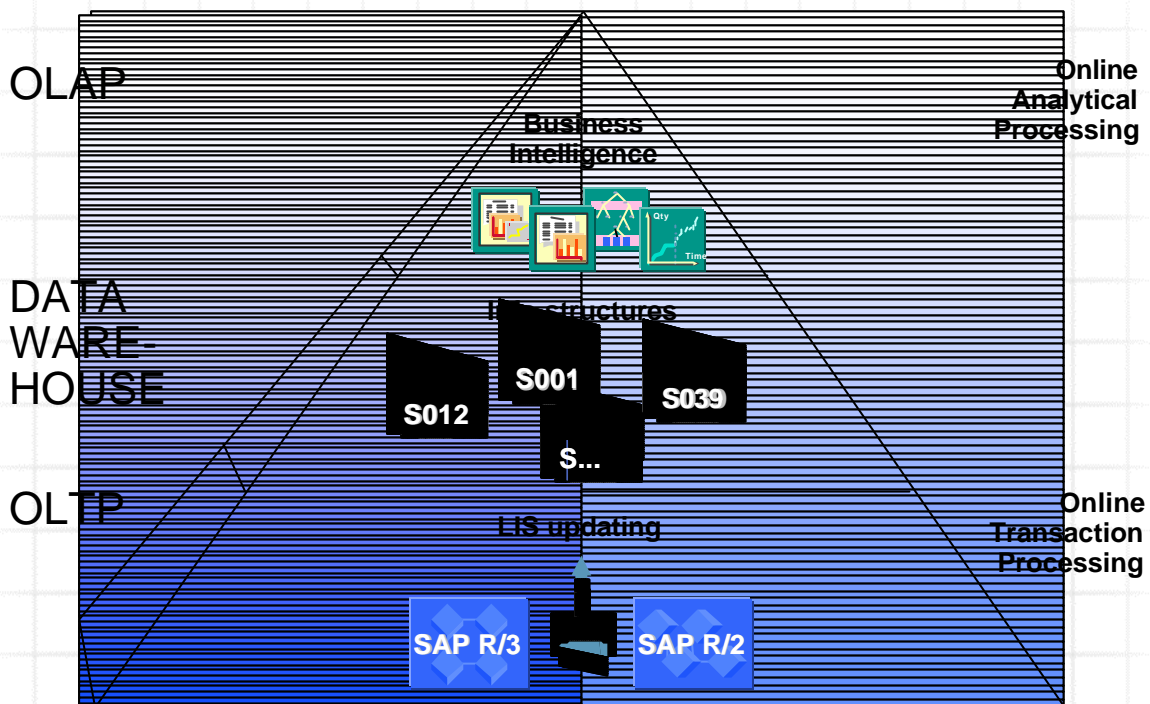 OLAP
Online
Analytical
Processing
Business
Intelligence
Qty
Time
DATA
WARE-
HOUSE
S001
S012
S039
S...
OLTP
Online
Transaction
Processing
LIS updating
SAP R/3
SAP R/2